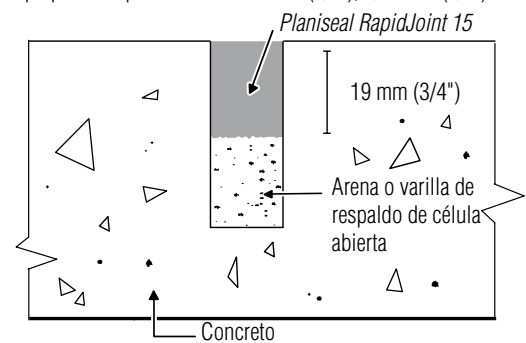 Planiseal RapidJoint 15
19 mm (3/4")
Arena o varilla de
respaldo de célula
abierta
Concreto